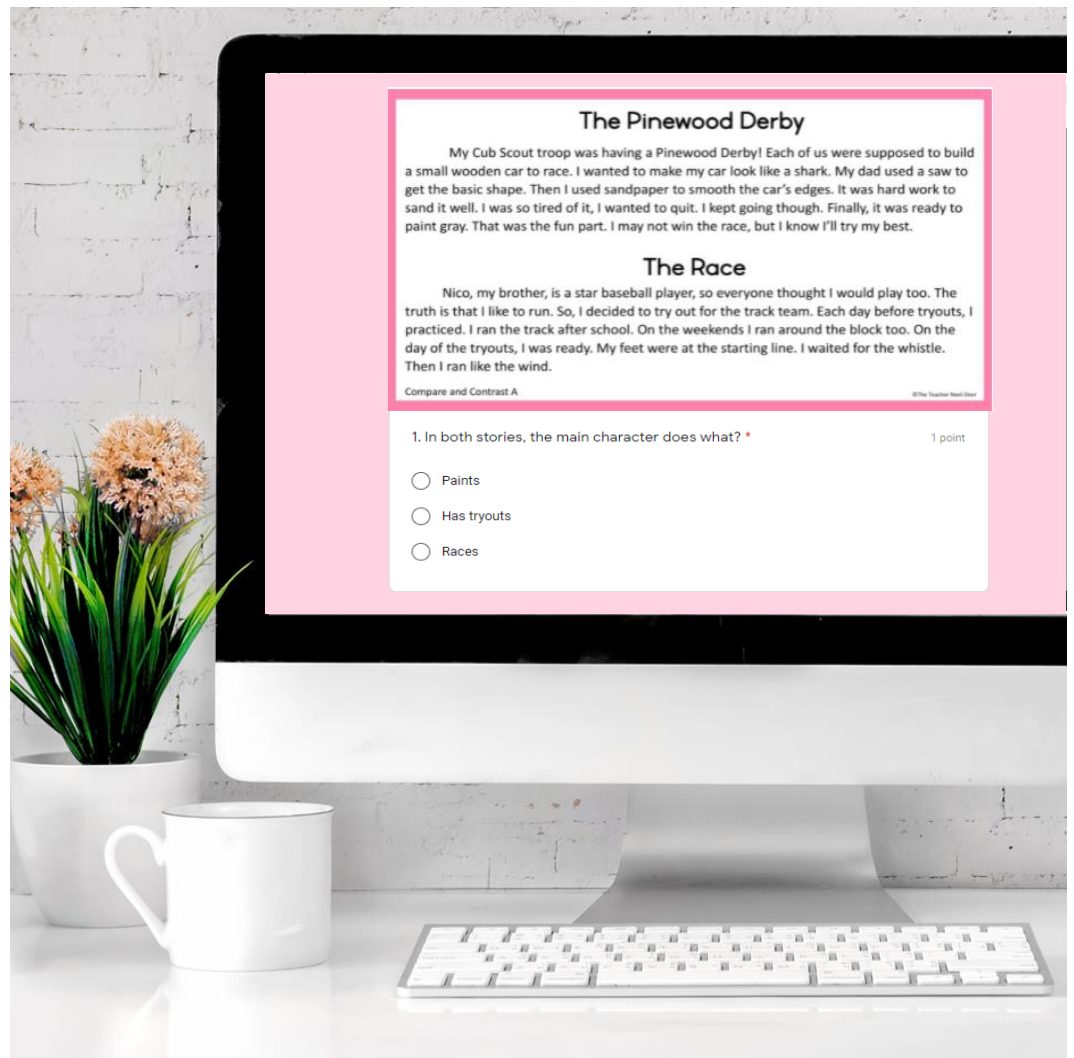 The Pinewood Derby
My Cub Scout troop was having a Pinewood Derby! Each of us were supposed to build
a small wooden car to race. I wanted to make my car look like a shark. My dad used a saw to
get the basic shape. Then I used sandpaper to smooth the car's edges. It was hard work to
sand it well. I was so tired of it, I wanted to quit. I kept going though. Finally, it was ready to
paint gray. That was the fun part. I may not win the race, but I know I'll try my best.
The Race
Nico, my brother, is a star baseball player, so everyone thought I would play too. The
truth is that I like to run. So, I decided to try out for the track team. Each day before tryouts, I
practiced. I ran the track after school. On the weekends I ran around the block too. On the
day of the tryouts, I was ready. My feet were at the starting line. I waited for the whistle.
Then I ran like the wind.
Compare and Contrast A
©The Teacher Next Door
1. In both stories, the main character does what? *
1 point
Paints
Has tryouts
Races